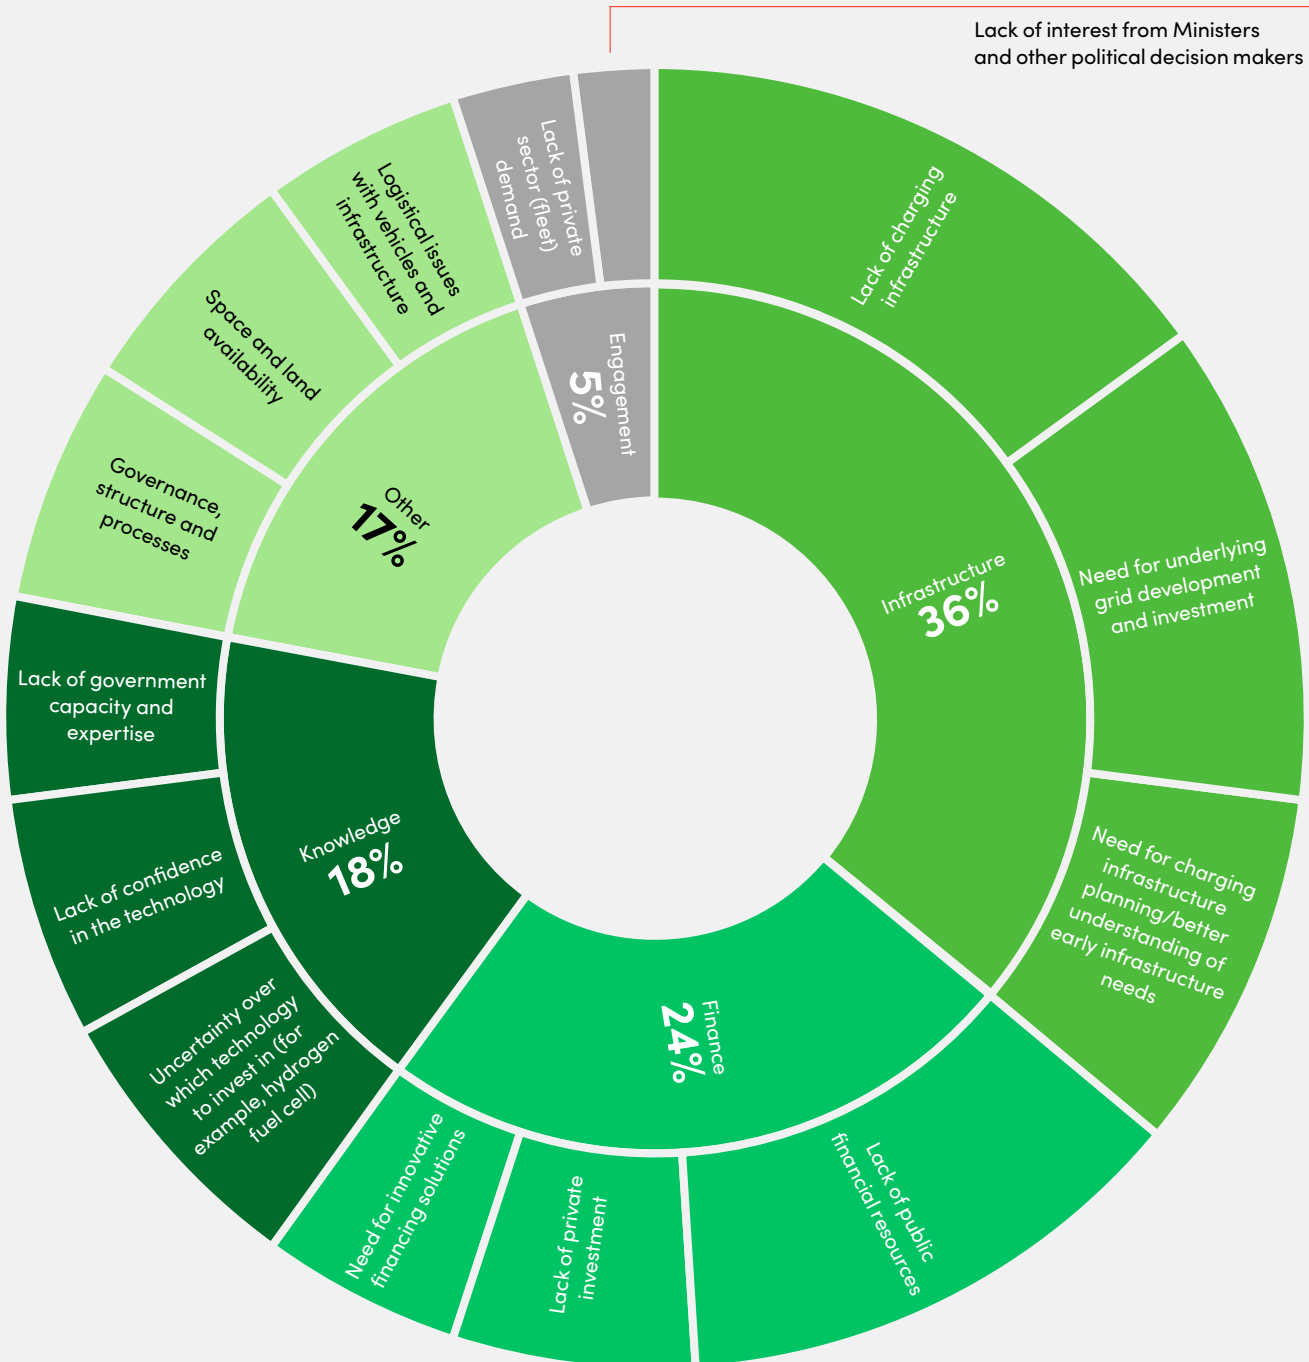 Lack of interest from Ministers
and other political decision makers
Lack of charging
infrastructure
Need for underlying
grid development
and investment
Need for charging
infrastructure
planning/better
understanding of
early infrastructure
needs
Infrastructure
36%
Lack of public
financial resources
Lack of private
investment
Need for innovative
financing solutions
Finance
24%
Uncertainty over
which technology
to invest in (for
example, hydrogen
fuel cell)
Lack of confidence
in the technology
Lack of government
capacity and
expertise
Knowledge
18%
Governance,
structure and
processes
Space and land
availability
Logistical issues
with vehicles and
infrastructure
Other
17%
Lack of private
sector (fleet)
demand
Engagement
5%